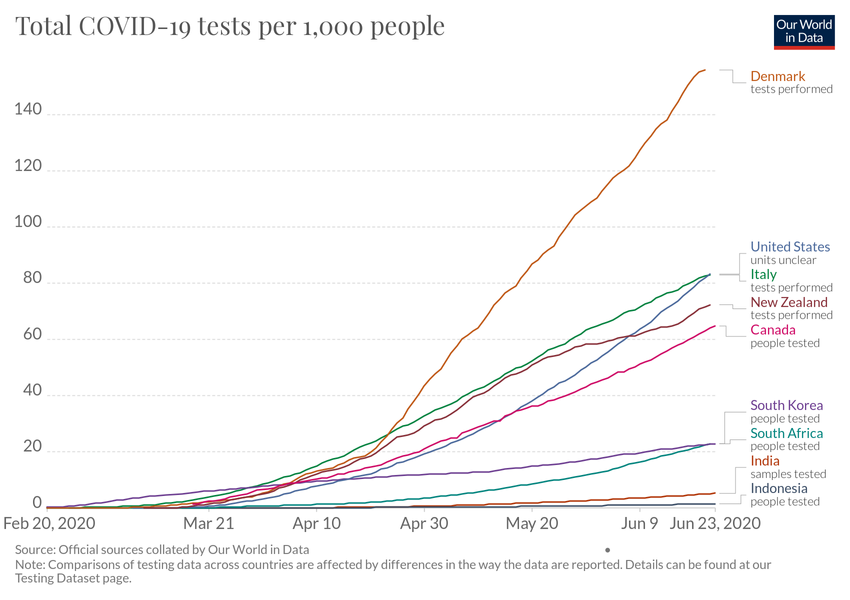 Total COVID-19 tests per 1,000 people
Our World
in Data
140
120
100
80
60
40
20
0
Denmark
tests performed
United States
units unclear
Italy
tests performed
New Zealand
tests performed
Canada
people tested
South Korea
people tested
South Africa
people tested
India
samples tested
Indonesia
people tested
Feb 20, 2020
Mar 21
Apr 10
Apr 30
May 20
Jun 9
Jun 23, 2020
Source: Official sources collated by Our World in Data
Note: Comparisons of testing data across countries are affected by differences in the way the data are reported. Details can be found at our
Testing Dataset page.